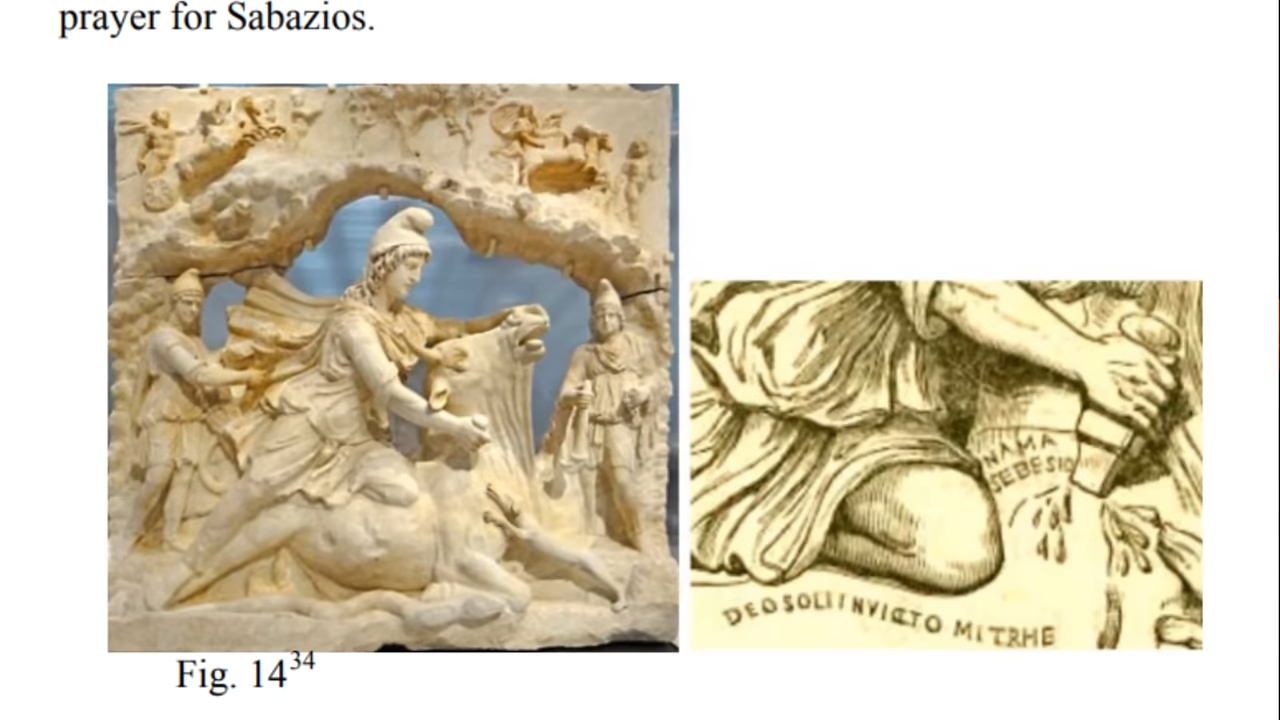 prayer for Sabazios.
NAMA
SEBESIO
DEO SOLI INVICTO MITRHE
Fig. 14³⁴